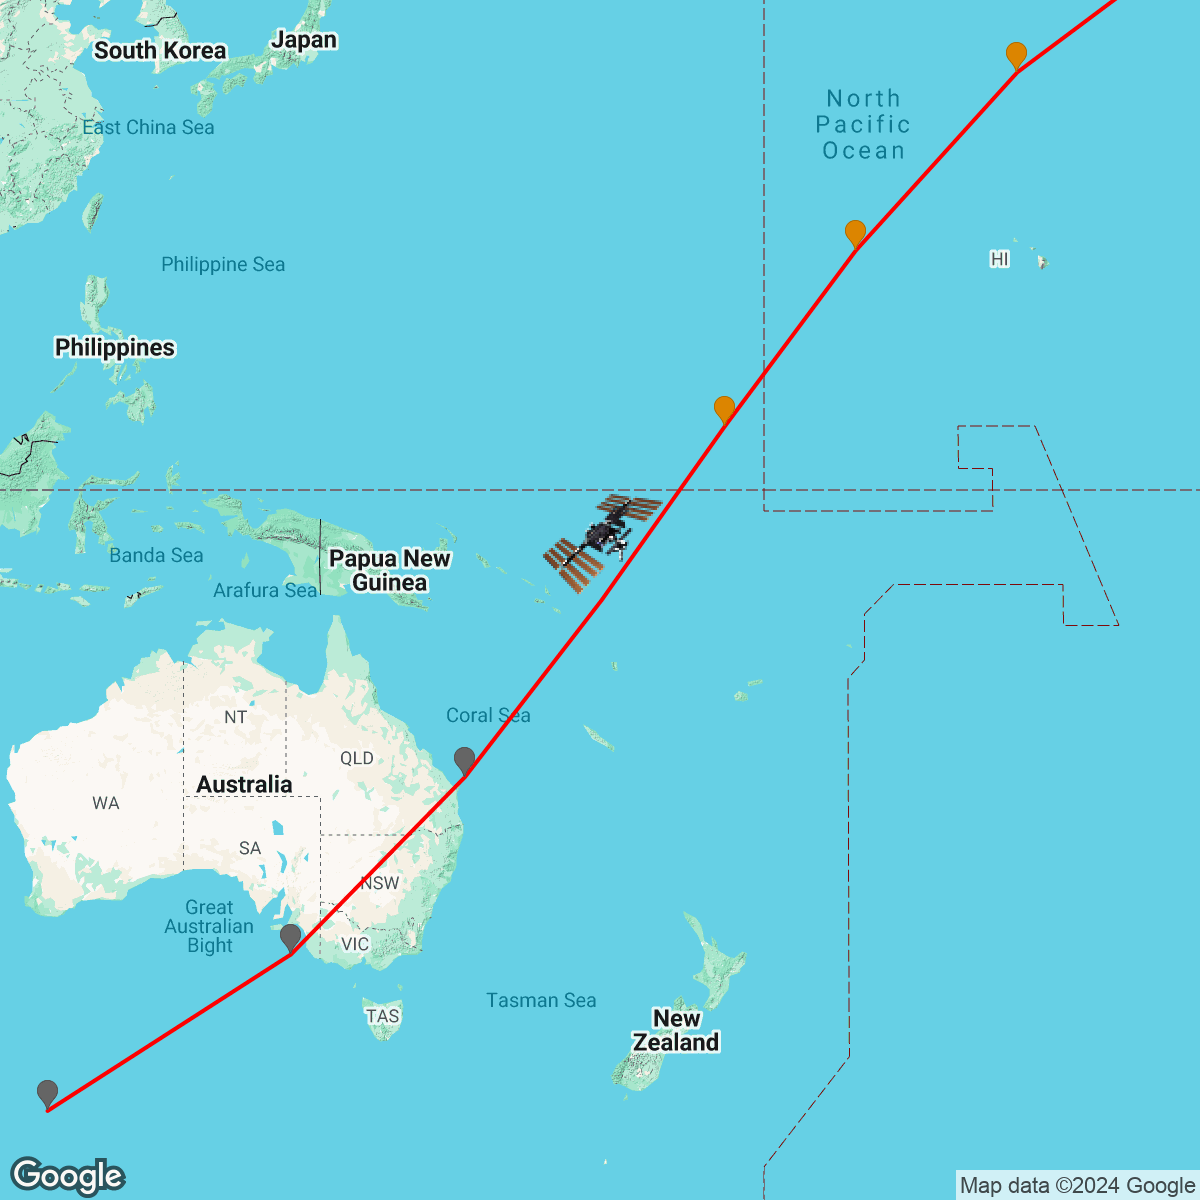 South Korea
Japan
North
Pacific
Ocean
East China Sea
Philippine Sea
HI
Philippines
Banda Sea
Papua New
Guinea
Arafura Sea
NT
Coral Sea
QLD
Australia
WA
SA
NSW
Great
Australian
Bight
VIC
TAS
Tasman Sea
New
Zealand
Google
Map data ©2024 Google